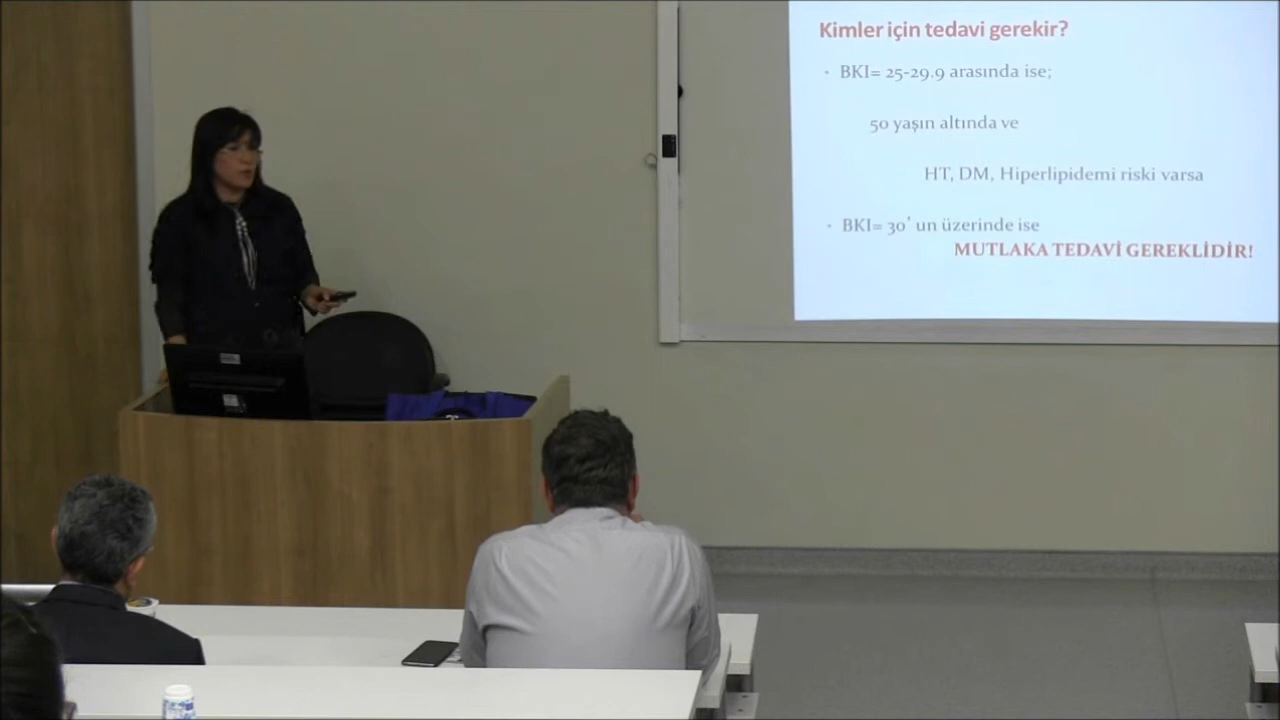 Kimler için tedavi gerekir?
• BKI= 25-29.9 arasında ise;
50 yaşın altında ve
HT, DM, Hiperlipidemi riski varsa
• BKI= 30' un üzerinde ise
MUTLAKA TEDAVİ GEREKLİDİR!